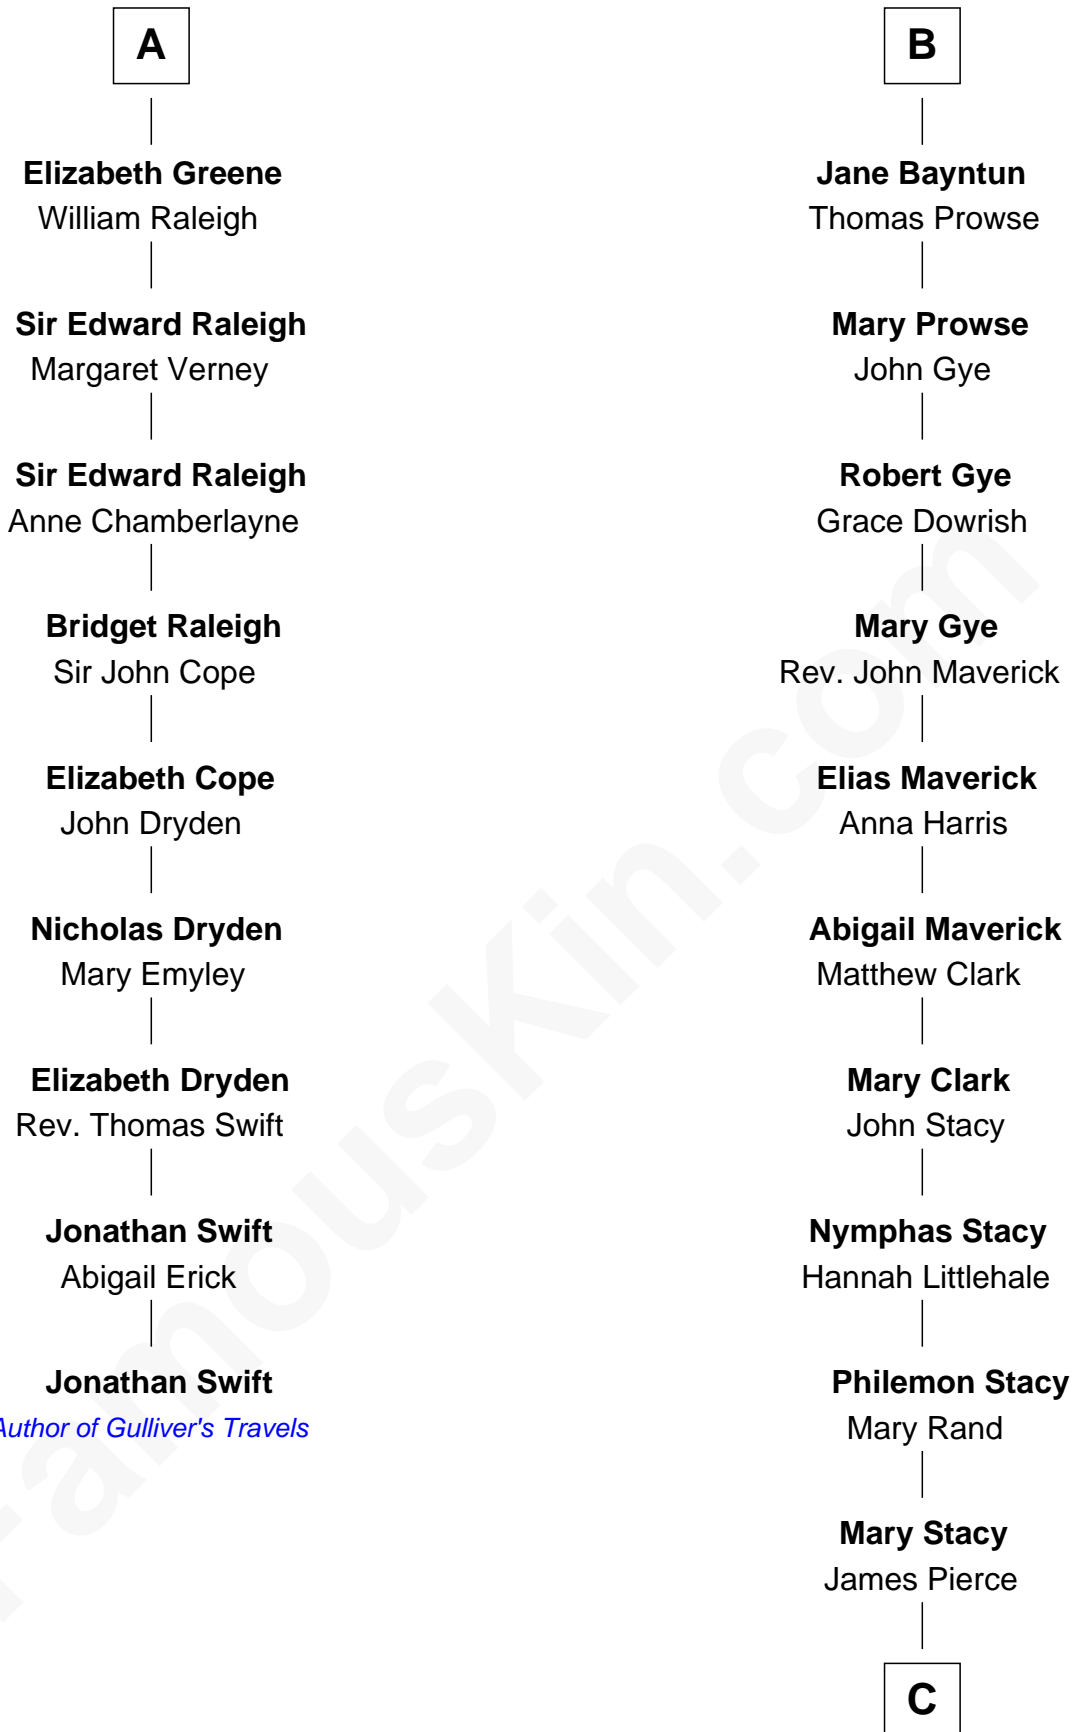 A
Elizabeth Greene
William Raleigh
Sir Edward Raleigh
Margaret Verney
Sir Edward Raleigh
Anne Chamberlayne
Bridget Raleigh
Sir John Cope
Elizabeth Cope
John Dryden
Nicholas Dryden
Mary Emyley
Elizabeth Dryden
Rev. Thomas Swift
Jonathan Swift
Abigail Erick
Jonathan Swift
Author of Gulliver's Travels
B
Jane Bayntun
Thomas Prowse
Mary Prowse
John Gye
Robert Gye
Grace Dowrish
Mary Gye
Rev. John Maverick
Elias Maverick
Anna Harris
Abigail Maverick
Matthew Clark
Mary Clark
John Stacy
Nymphas Stacy
Hannah Littlehale
Philemon Stacy
Mary Rand
Mary Stacy
James Pierce
C
FamousKin.com